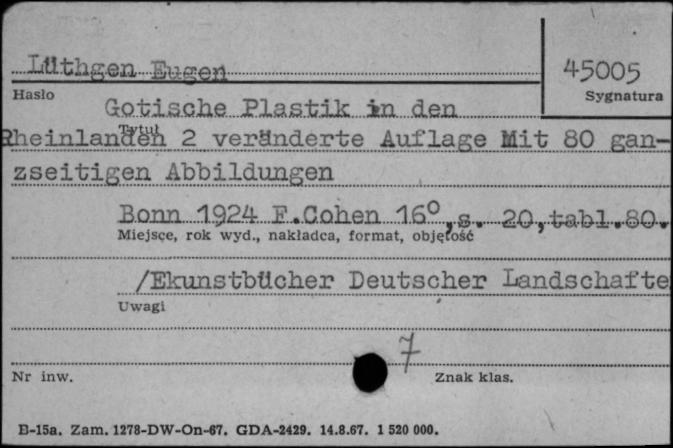 Lüthgen Eugen
45005
Hasło
Sygnatura
Gotische Plastik in den
Tytuł
Rheinlanden 2 veränderte Auflage Mit 80 gan-
zseitigen Abbildungen
Bonn 1924 F.Cohen 16⁰,s. 20,tabl.80.
Miejsce, rok wyd., nakładca, format, objętość
/Ekunstbücher Deutscher Landschafte
Uwagi
7
Nr inw.
Znak klas.
B-15a. Zam. 1278-DW-On-67. GDA-2429. 14.8.67. 1 520 000.